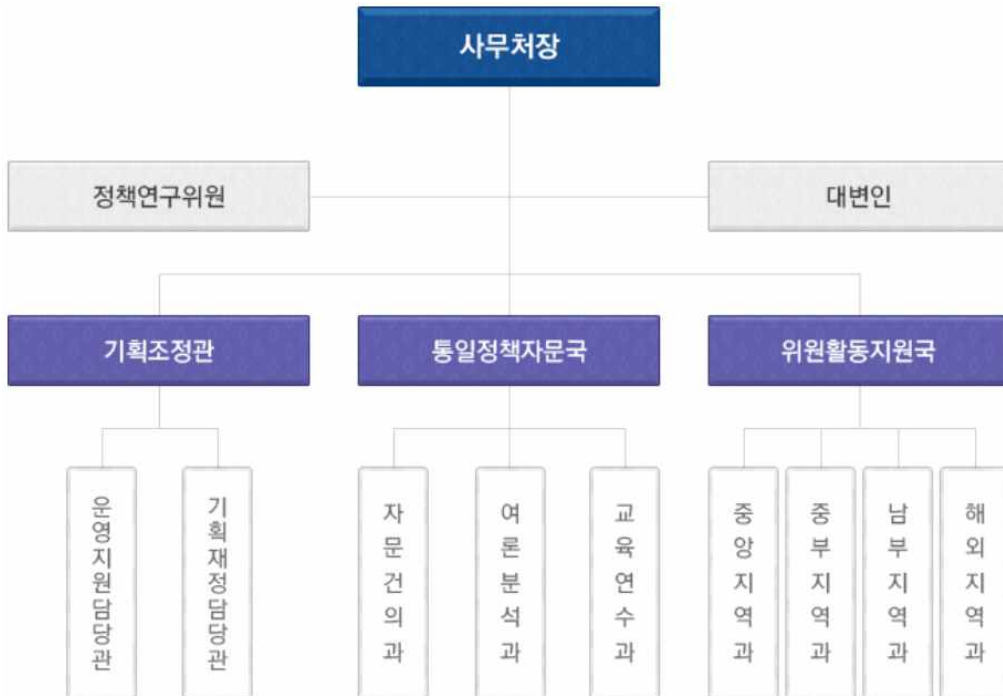 사무처장
정책연구위원
대변인
기획조정관
통일정책자문국
위원활동지원국
운영지원담당관
기획재정담당관
자문건의과
여론분석과
교육연수과
중앙지역과
중부지역과
남부지역과
해외지역과